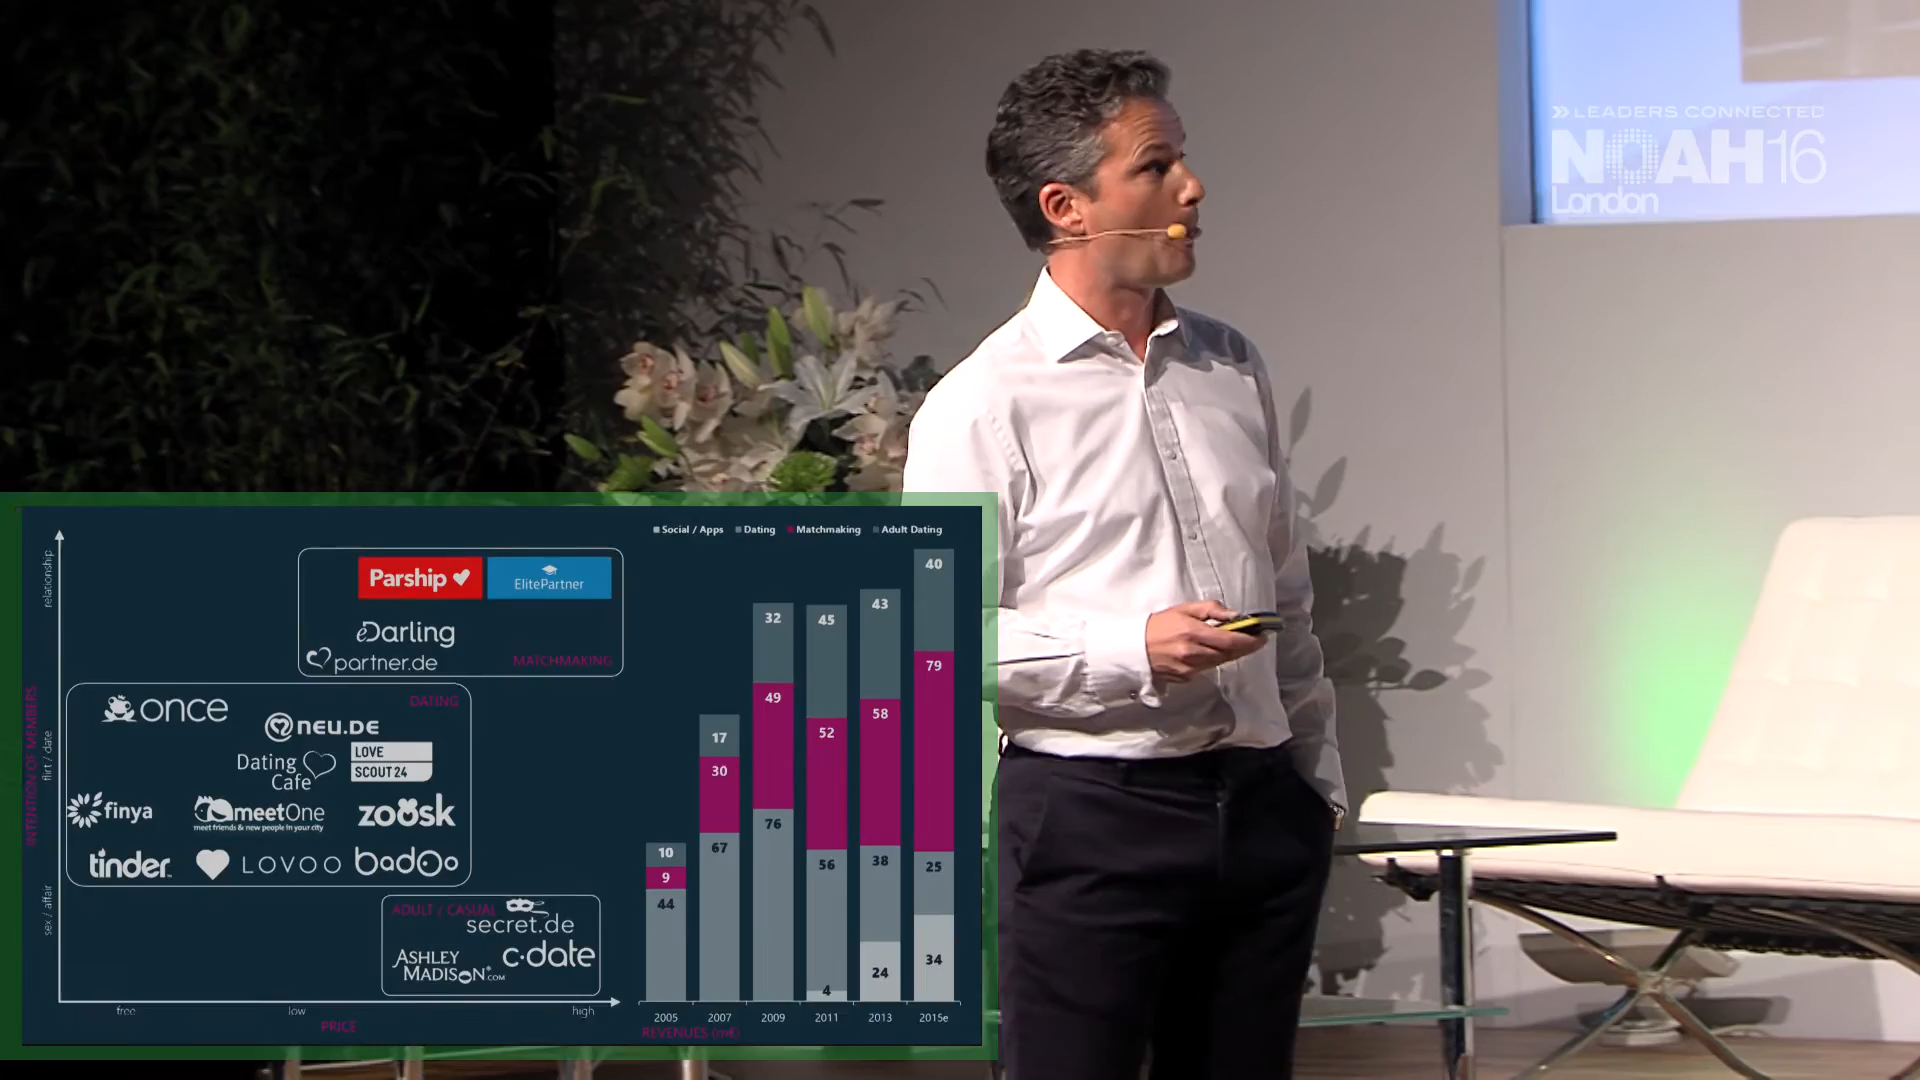 LEADERS CONNECTED
NOAH16
London
Social / Apps Dating Matchmaking Adult Dating
relationship
flirt / date
sex / affair
INTENTION OF MEMBERS
Parship
ElitePartner
eDarling
partner.de
MATCHMAKING
DATING
once
NEU.DE
Dating Cafe
LOVE SCOUT 24
finya
meetOne
meet friends & new people in your city
zoosk
tinder
LOVOO
badoo
ADULT / CASUAL
secret.de
ASHLEY MADISON.COM
c-date
free low high
PRICE
10
9
44
17
30
67
32
49
76
45
52
56
4
43
58
38
24
40
79
25
34
2005 2007 2009 2011 2013 2015e
REVENUES (m€)